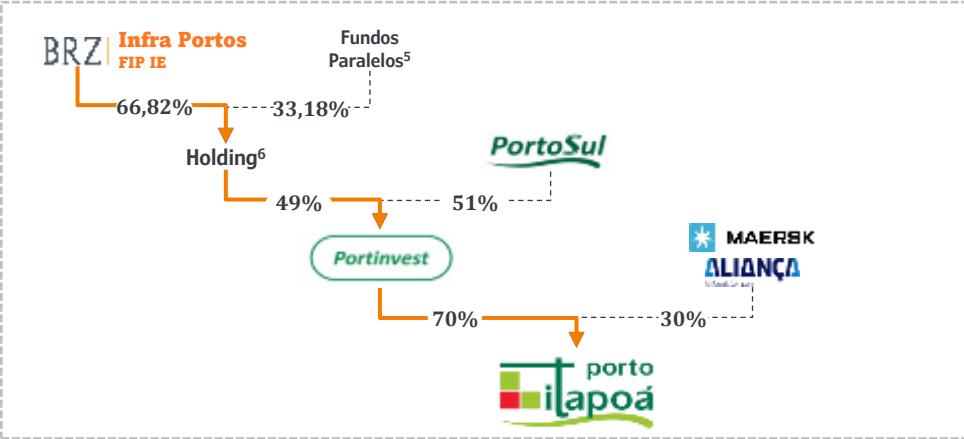 BRZ
Infra Portos
FIP IE
Fundos
Paralelos⁵
66,82%
33,18%
Holding⁶
PortoSul
49%
51%
Portinvest
MAERSK
ALIANÇA
70%
30%
porto
itapoá